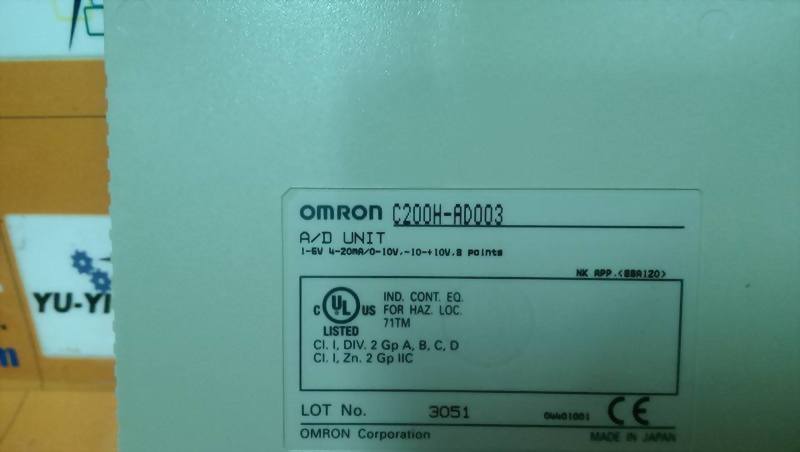 OMRON C200H-AD003
A/D UNIT
1-5V 4-20MA/0-10V,-10-+10V,8 Points
NK APP.<88A120>
C UL US LISTED
IND. CONT. EQ.
FOR HAZ. LOC.
71TM
Cl. I, DIV. 2 Gp A, B, C, D
Cl. I, Zn. 2 Gp IIC
LOT No. 3051 04401001 CE
OMRON Corporation MADE IN JAPAN
YU-YI
m